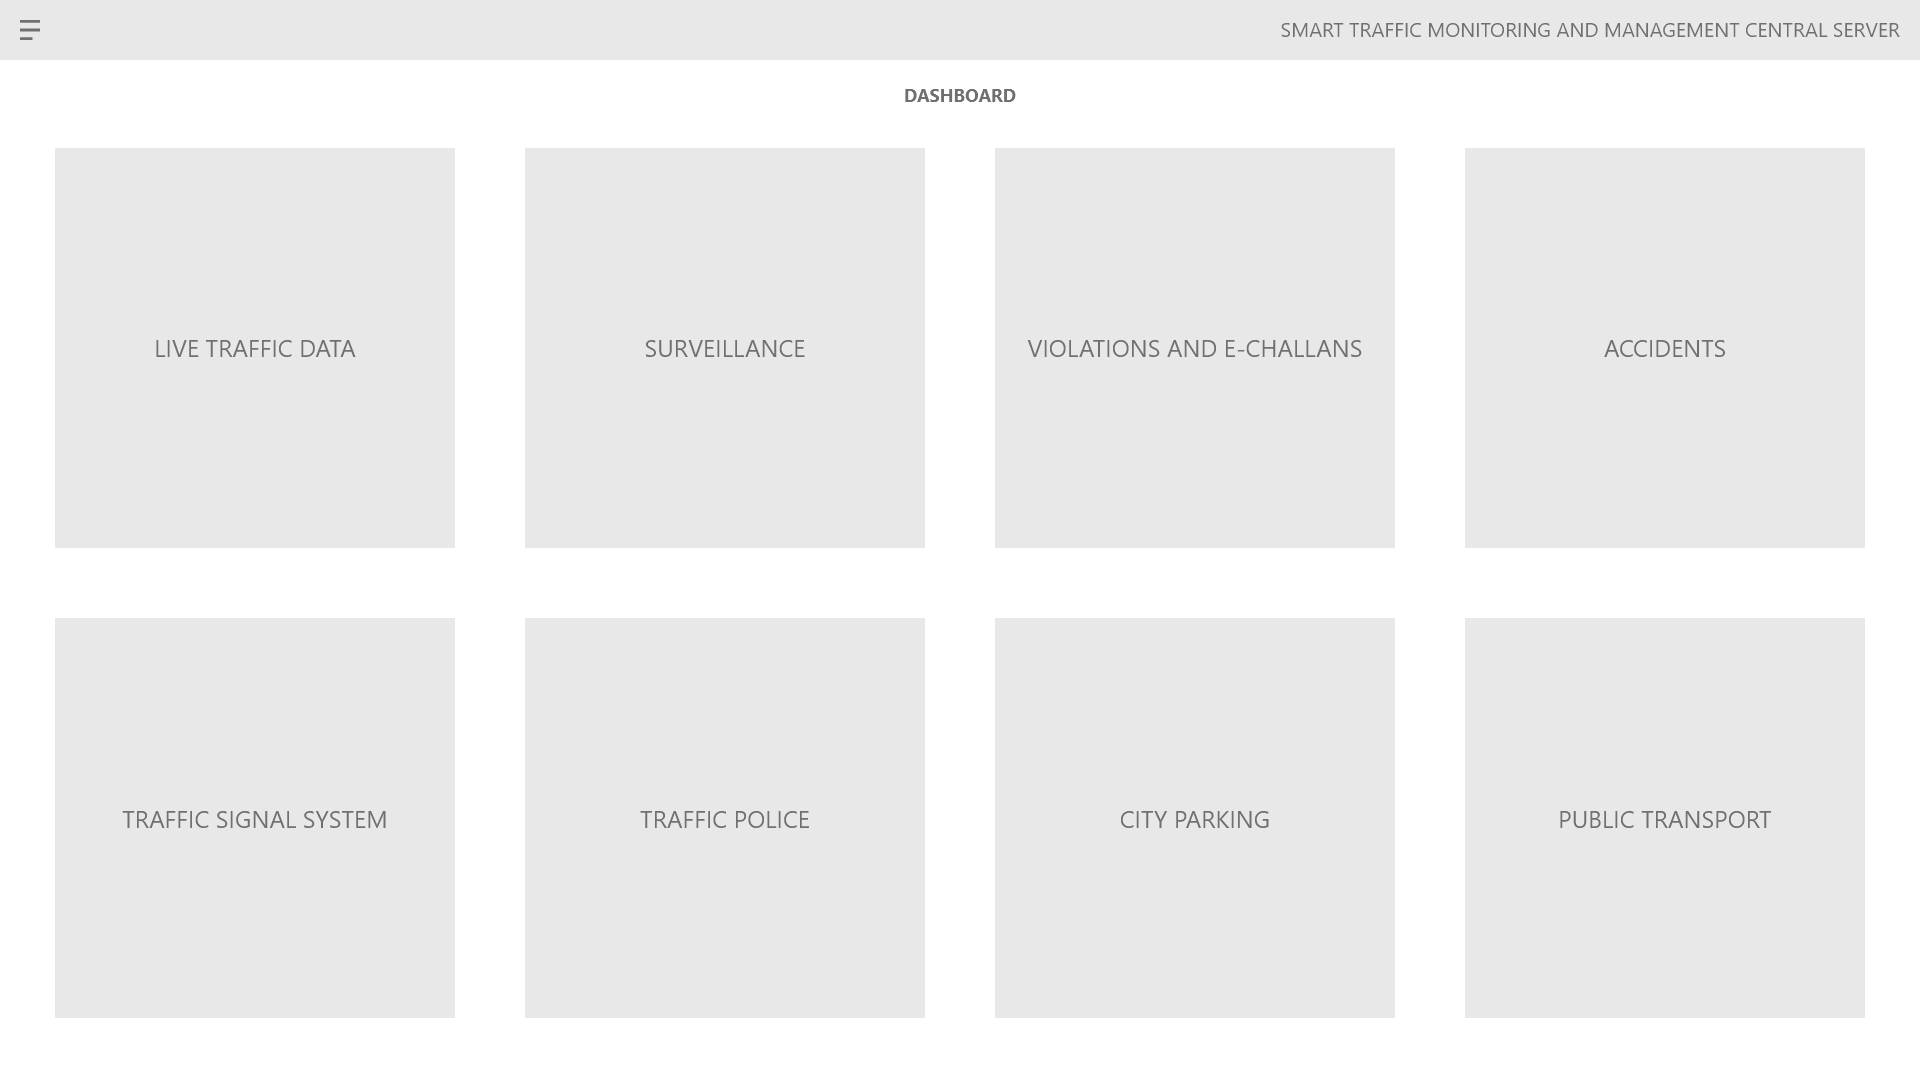 SMART TRAFFIC MONITORING AND MANAGEMENT CENTRAL SERVER
DASHBOARD
LIVE TRAFFIC DATA
SURVEILLANCE
VIOLATIONS AND E-CHALLANS
ACCIDENTS
TRAFFIC SIGNAL SYSTEM
TRAFFIC POLICE
CITY PARKING
PUBLIC TRANSPORT